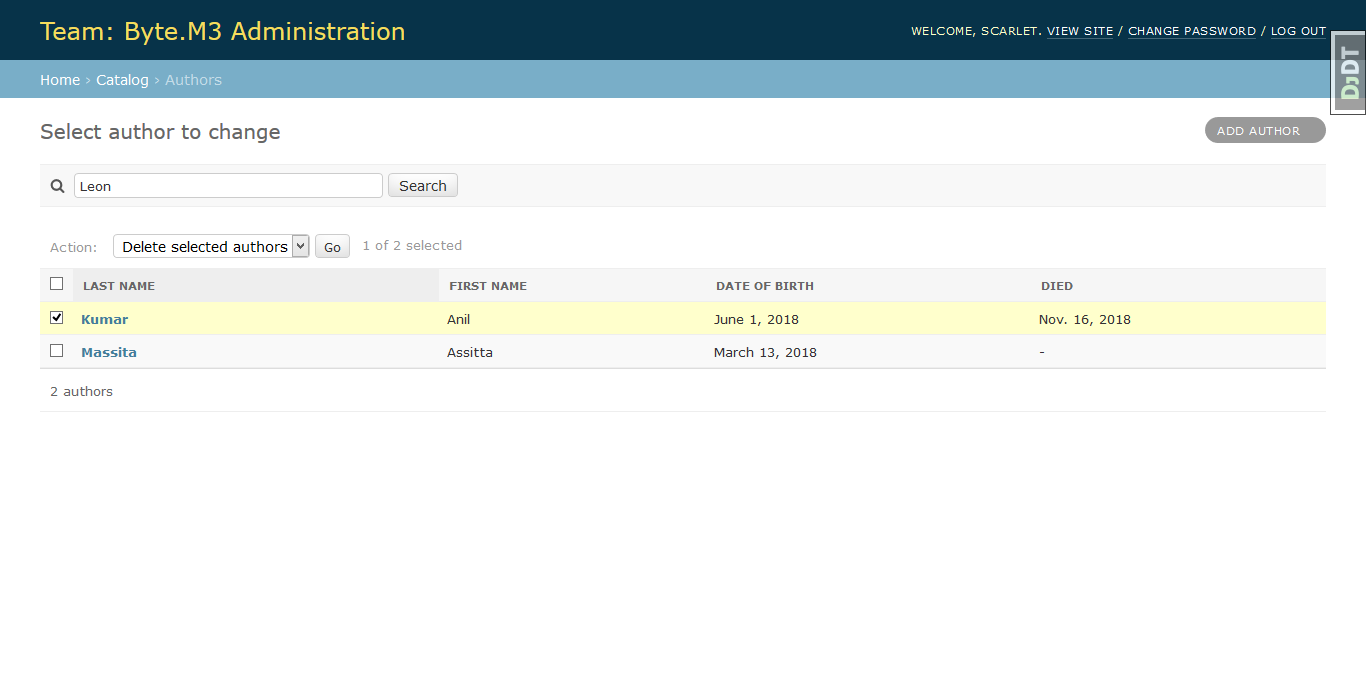 Team: Byte.M3 Administration
WELCOME, SCARLET. VIEW SITE / CHANGE PASSWORD / LOG OUT
DjDT
Home › Catalog › Authors
Select author to change
ADD AUTHOR
Leon Search
Action: Delete selected authors Go 1 of 2 selected
LAST NAME FIRST NAME DATE OF BIRTH DIED
Kumar Anil June 1, 2018 Nov. 16, 2018
Massita Assitta March 13, 2018 -
2 authors